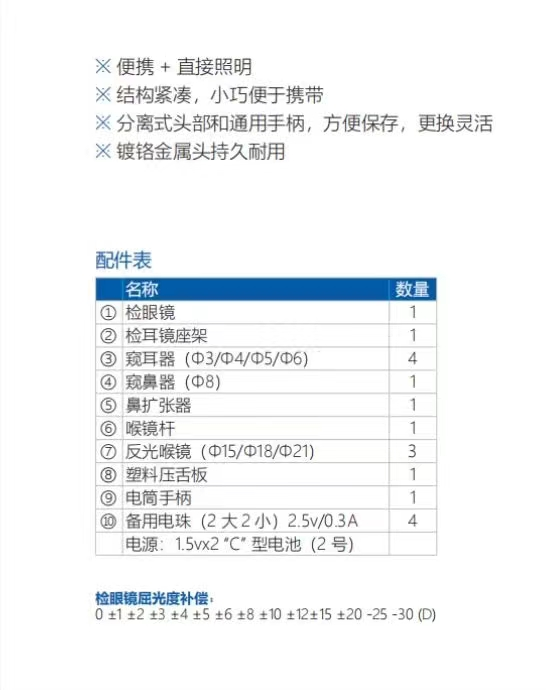 ※ 便携 + 直接照明
※ 结构紧凑，小巧便于携带
※ 分离式头部和通用手柄，方便保存，更换灵活
※ 镀铬金属头持久耐用
配件表
名称 数量
① 检眼镜 1
② 检耳镜座架 1
③ 窥耳器（Φ3/Φ4/Φ5/Φ6） 4
④ 窥鼻器（Φ8） 1
⑤ 鼻扩张器 1
⑥ 喉镜杆 1
⑦ 反光喉镜（Φ15/Φ18/Φ21） 3
⑧ 塑料压舌板 1
⑨ 电筒手柄 1
⑩ 备用电珠（2 大 2 小）2.5v/0.3A 4
电源：1.5vx2 “C” 型电池（2 号）
检眼镜屈光度补偿：
0 ±1 ±2 ±3 ±4 ±5 ±6 ±8 ±10 ±12±15 ±20 -25 -30 (D)